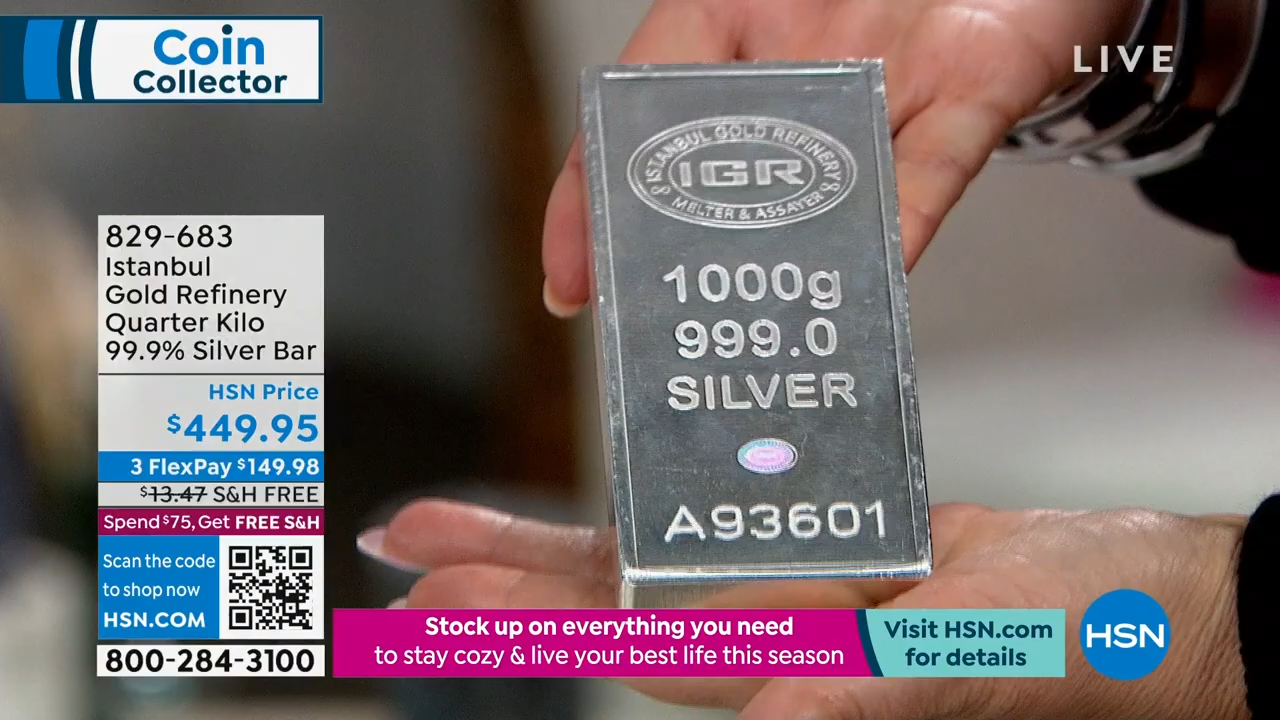 Coin
Collector
LIVE
ISTANBUL GOLD REFINERY
IGR
MELTER & ASSAYER
1000g
999.0
SILVER
A93601
829-683
Istanbul
Gold Refinery
Quarter Kilo
99.9% Silver Bar
HSN Price
$449.95
3 FlexPay $149.98
$13.47 S&H FREE
Spend $75, Get FREE S&H
Scan the code
to shop now
HSN.COM
800-284-3100
Stock up on everything you need
to stay cozy & live your best life this season
Visit HSN.com
for details
HSN